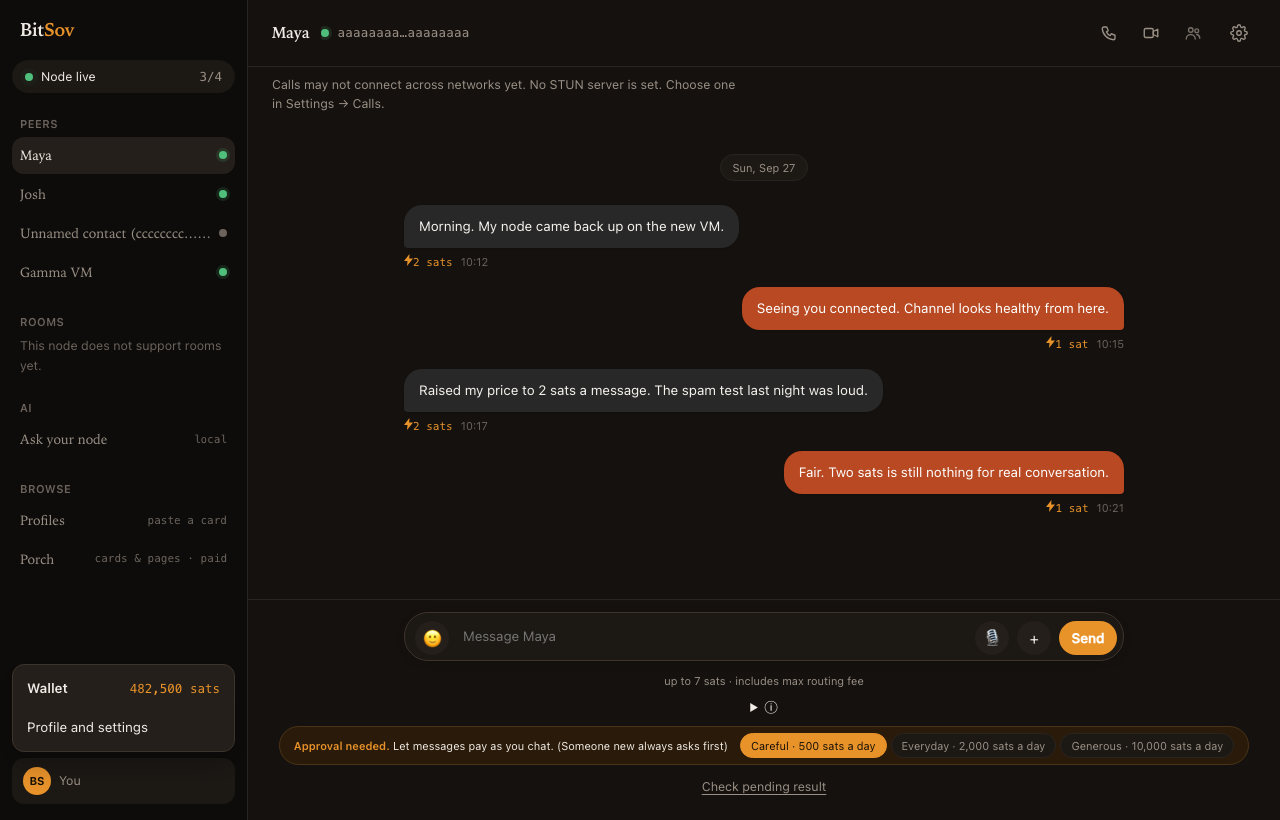 BitSov
Node live 3/4
PEERS
Maya
Josh
Unnamed contact (cccccccc......
Gamma VM
ROOMS
This node does not support rooms
yet.
AI
Ask your node local
BROWSE
Profiles paste a card
Porch cards & pages · paid
Wallet 482,500 sats
Profile and settings
BS You
Maya aaaaaaaa…aaaaaaaa
Calls may not connect across networks yet. No STUN server is set. Choose one
in Settings → Calls.
Sun, Sep 27
Morning. My node came back up on the new VM.
2 sats 10:12
Seeing you connected. Channel looks healthy from here.
1 sat 10:15
Raised my price to 2 sats a message. The spam test last night was loud.
2 sats 10:17
Fair. Two sats is still nothing for real conversation.
1 sat 10:21
Message Maya + Send
up to 7 sats · includes max routing fee
▶ ⓘ
Approval needed. Let messages pay as you chat. (Someone new always asks first) Careful · 500 sats a day Everyday · 2,000 sats a day Generous · 10,000 sats a day
Check pending result